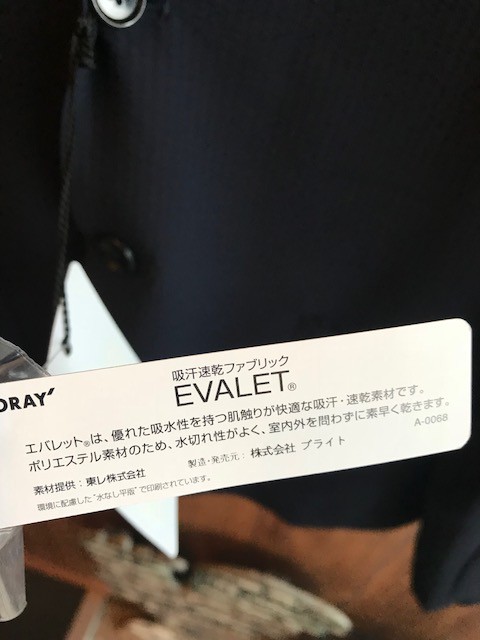 ORAY
吸汗速乾ファブリック
EVALET®
エバレット®は、優れた吸水性を持つ肌触りが快適な吸汗・速乾素材です。
ポリエステル素材のため、水切れ性がよく、室内外を問わずに素早く乾きます。
A-0068
素材提供：東レ株式会社
製造・発売元：株式会社 ブライト
環境に配慮した“水なし平版”で印刷されています。